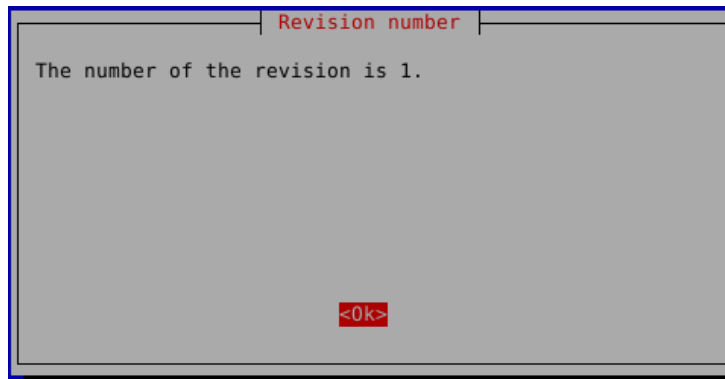 Revision number
The number of the revision is 1.
<Ok>